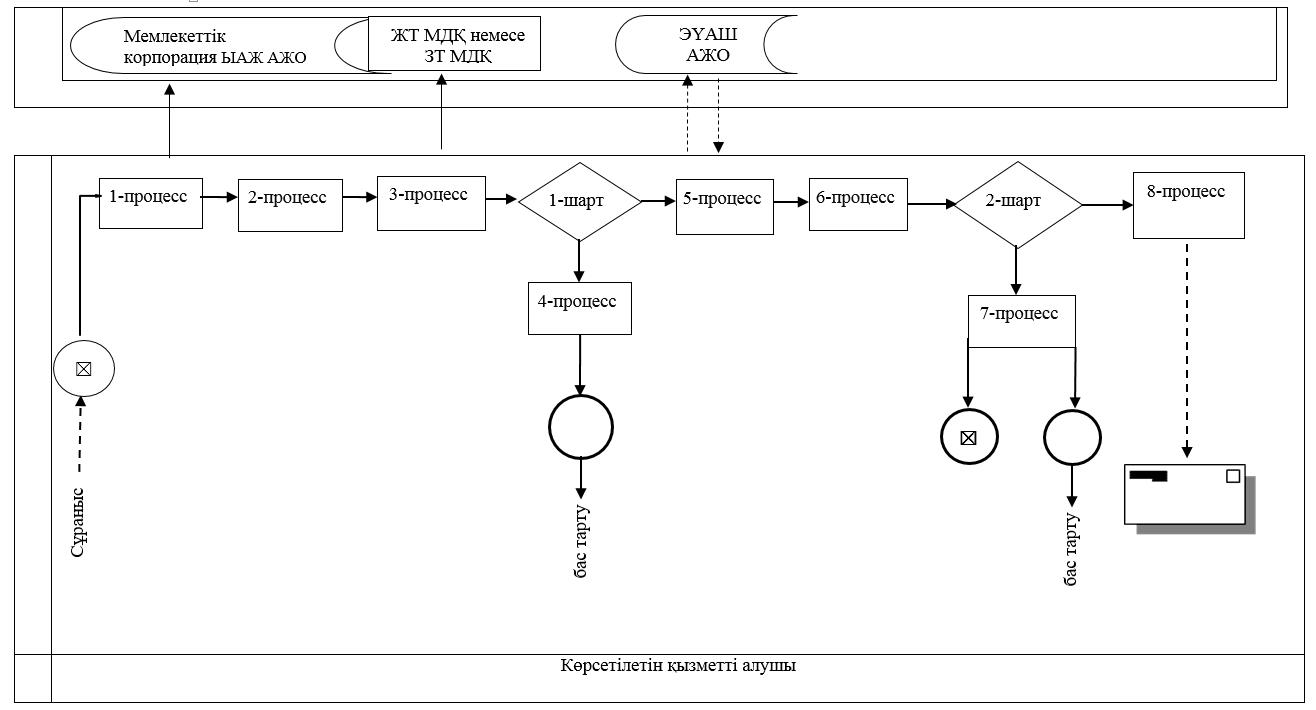 Мемлекеттік
корпорация ЫАЖ АЖО
ЖТ МДҚ немесе
ЗТ МДҚ
ЭҮАШ
АЖО
1-процесс
2-процесс
3-процесс
1-шарт
5-процесс
6-процесс
2-шарт
8-процесс
4-процесс
7-процесс
Сұраныс
бас тарту
бас тарту
Көрсетілетін қызметті алушы